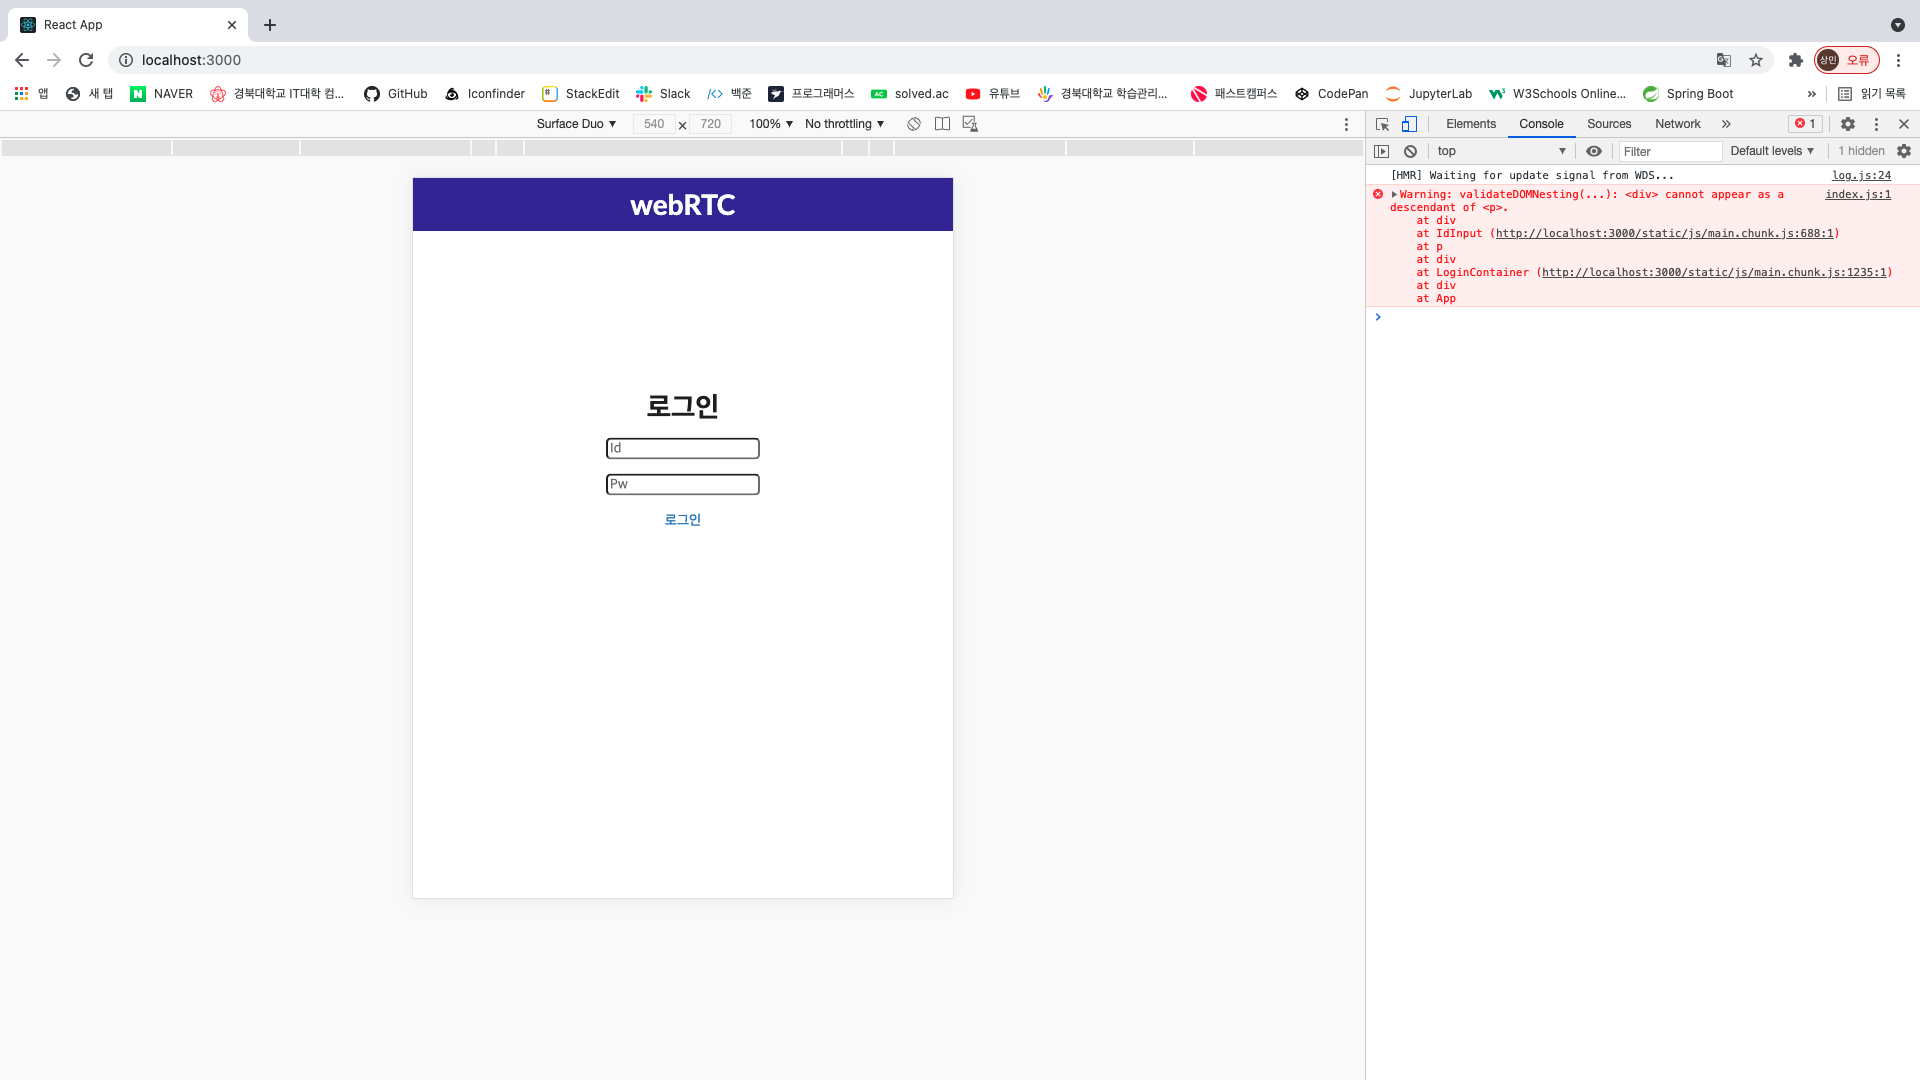 React App
localhost:3000
상민 오류
앱 새 탭 NAVER 경북대학교 IT대학 컴... GitHub Iconfinder StackEdit Slack 백준 프로그래머스 solved.ac 유튜브 경북대학교 학습관리... 패스트캠퍼스 CodePan JupyterLab W3Schools Online... Spring Boot » 읽기 목록
Surface Duo ▼ 540 × 720 100% ▼ No throttling ▼
Elements Console Sources Network » 1
top ▼ Filter Default levels ▼ 1 hidden
[HMR] Waiting for update signal from WDS... log.js:24
Warning: validateDOMNesting(...): <div> cannot appear as a index.js:1
descendant of <p>.
at div
at IdInput (http://localhost:3000/static/js/main.chunk.js:688:1)
at p
at div
at LoginContainer (http://localhost:3000/static/js/main.chunk.js:1235:1)
at div
at App
webRTC
로그인
Id
Pw
로그인